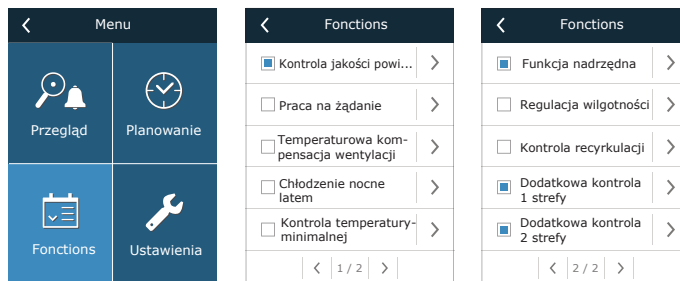 Menu
Przegląd
Planowanie
Fonctions
Ustawienia
Fonctions
Kontrola jakości powi...
Praca na żądanie
Temperaturowa kom-
pensacja wentylacji
Chłodzenie nocne
latem
Kontrola temperatury-
minimalnej
1 / 2
Fonctions
Funkcja nadrzędna
Regulacja wilgotności
Kontrola recyrkulacji
Dodatkowa kontrola
1 strefy
Dodatkowa kontrola
2 strefy
2 / 2